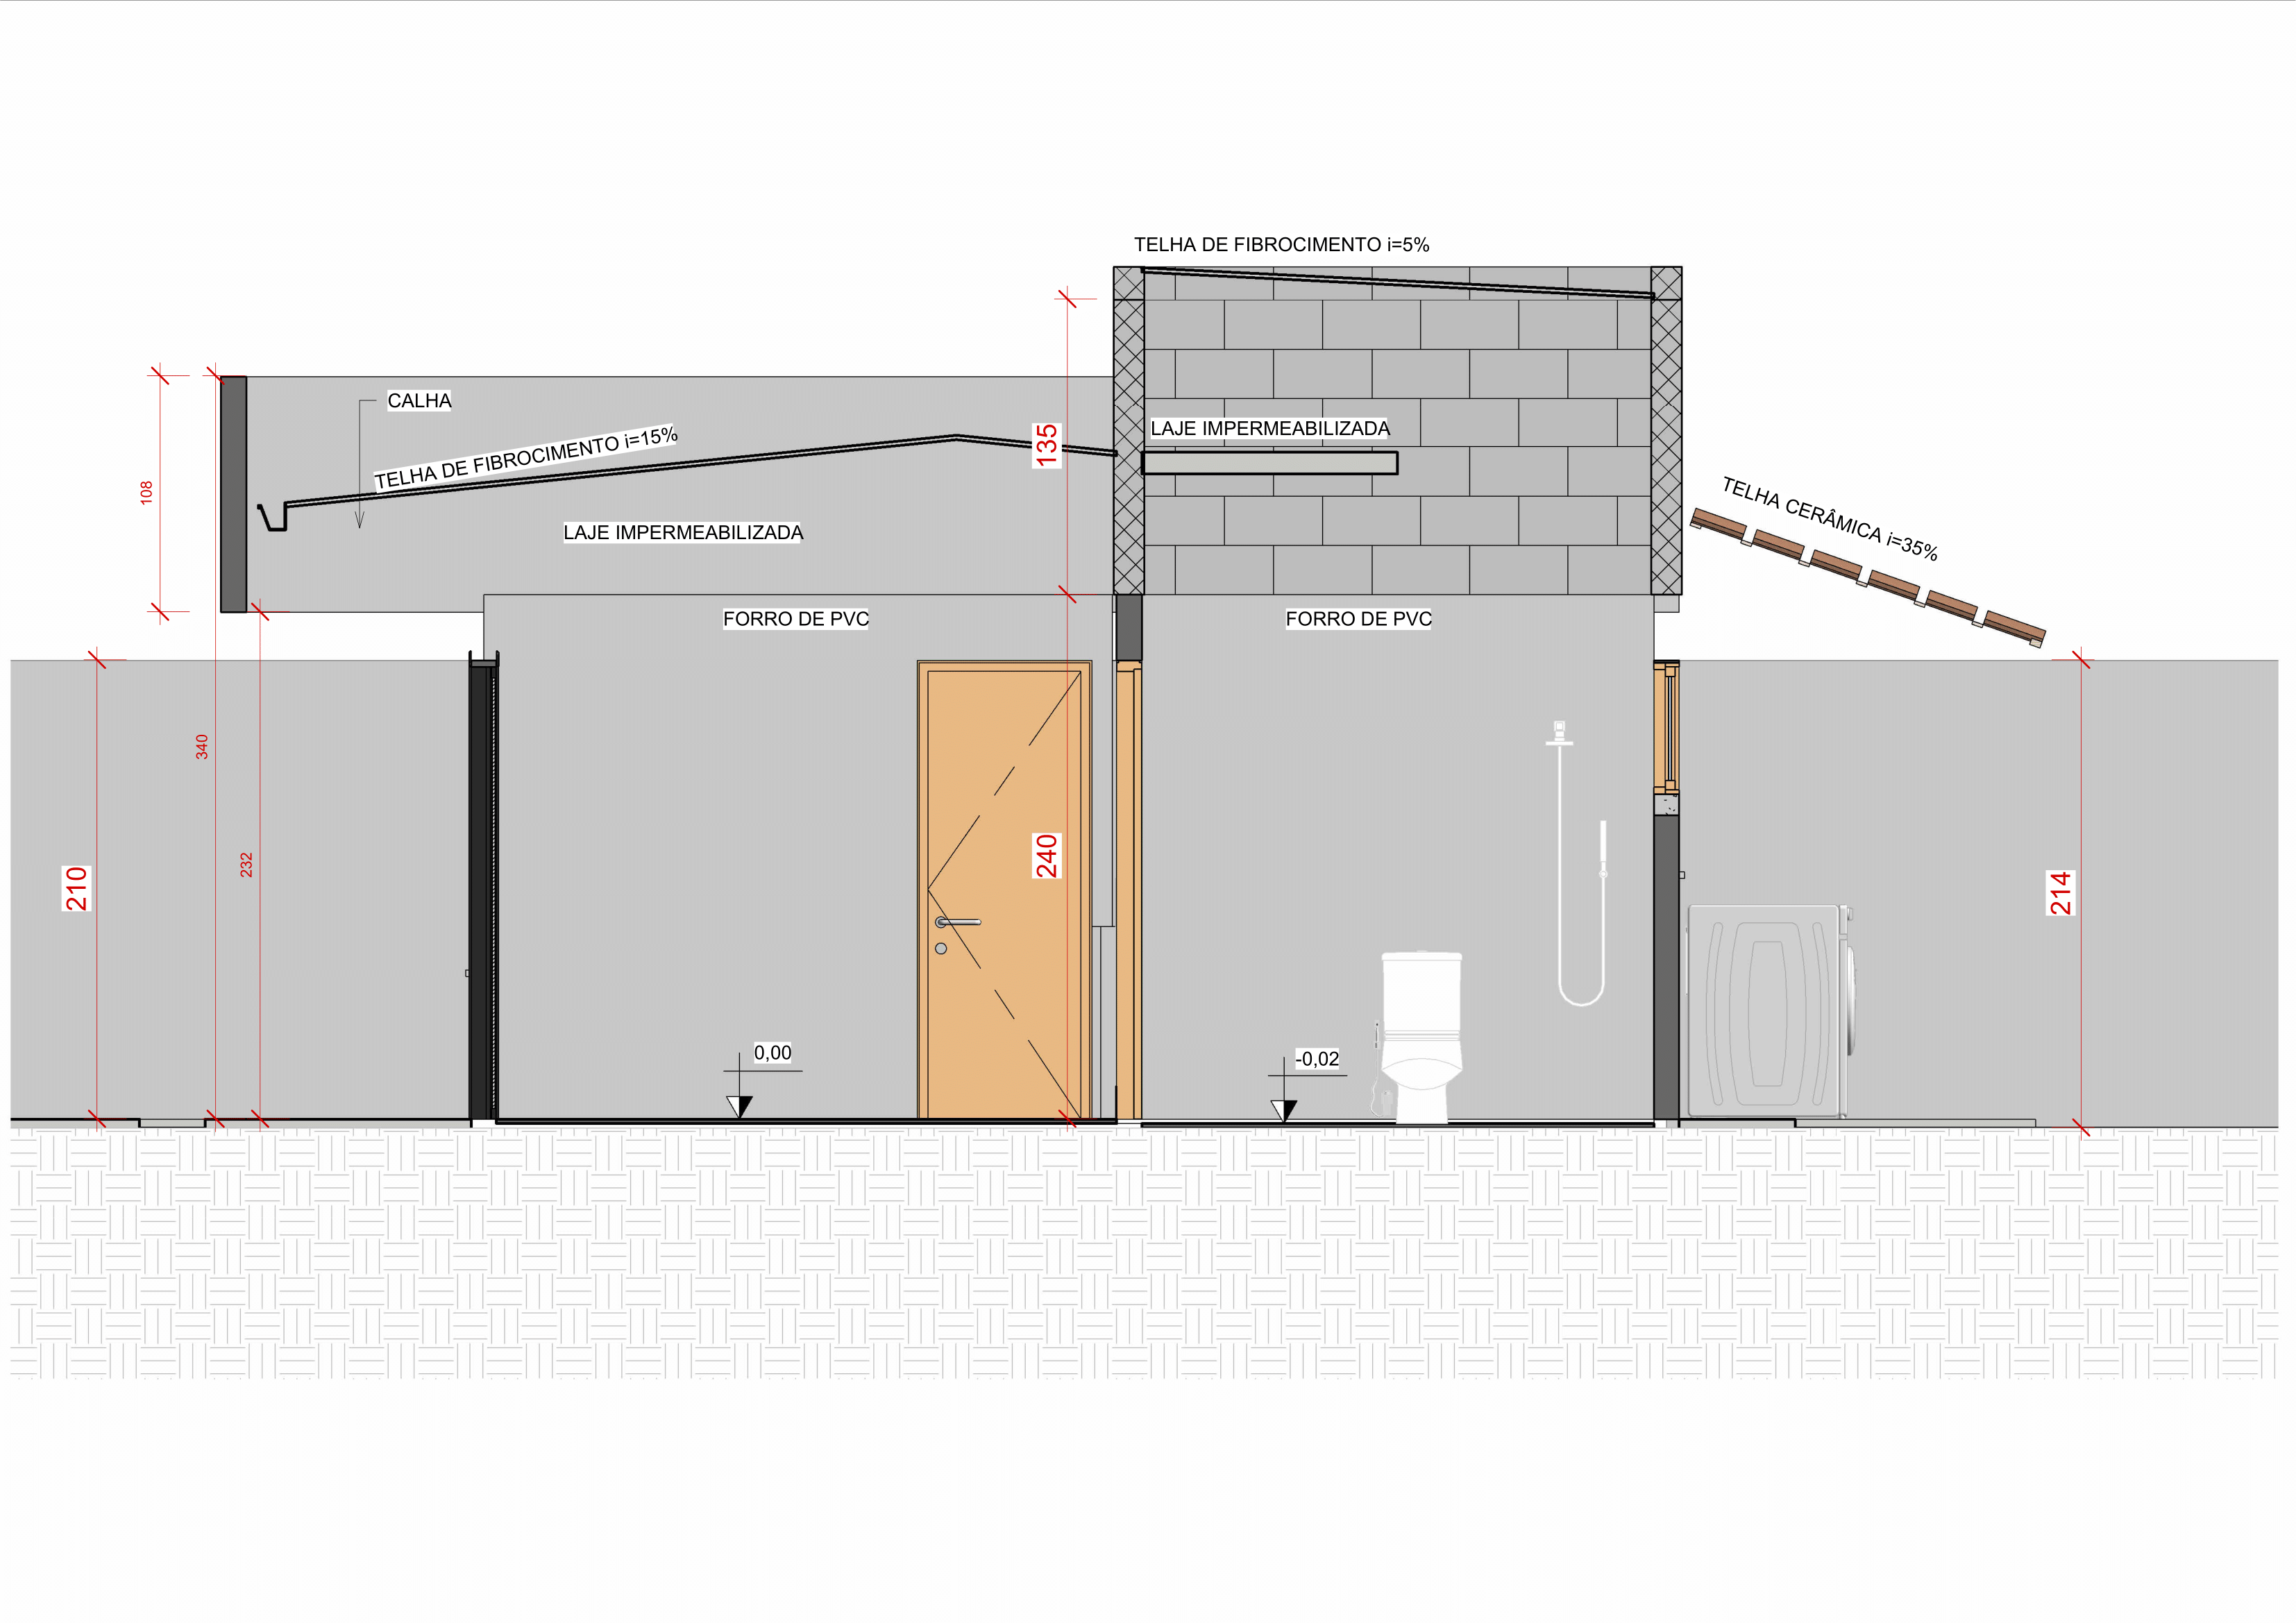 TELHA DE FIBROCIMENTO i=5%
CALHA
TELHA DE FIBROCIMENTO i=15%
135
LAJE IMPERMEABILIZADA
108
LAJE IMPERMEABILIZADA
TELHA CERÂMICA i=35%
FORRO DE PVC
FORRO DE PVC
340
232
210
240
214
0,00
-0,02